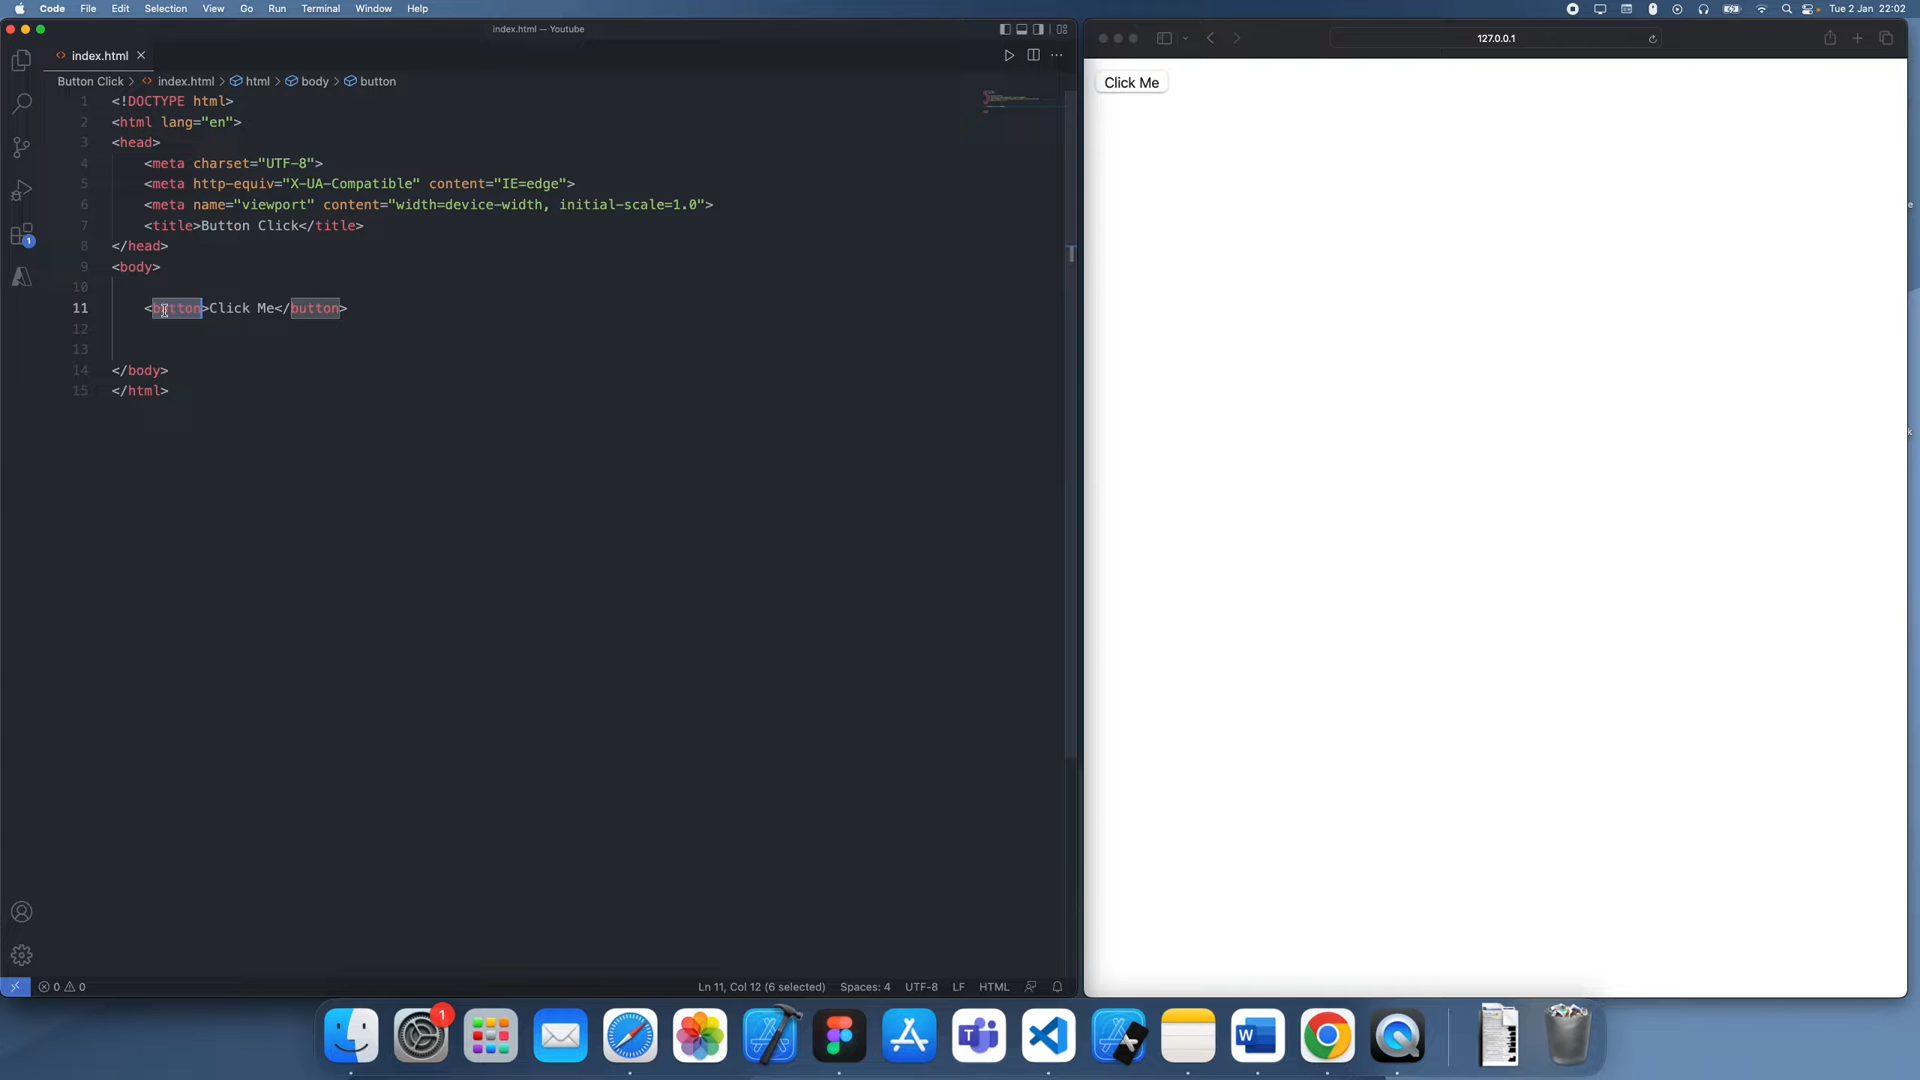 Code File Edit Selection View Go Run Terminal Window Help
Tue 2 Jan 22:02
index.html — Youtube
127.0.0.1
index.html
Button Click > index.html > html > body > button
Click Me
1 <!DOCTYPE html>
2 <html lang="en">
3 <head>
4 <meta charset="UTF-8">
5 <meta http-equiv="X-UA-Compatible" content="IE=edge">
6 <meta name="viewport" content="width=device-width, initial-scale=1.0">
7 <title>Button Click</title>
8 </head>
9 <body>
10
11 <button>Click Me</button>
12
13
14 </body>
15 </html>
1
0 0
Ln 11, Col 12 (6 selected) Spaces: 4 UTF-8 LF HTML
1